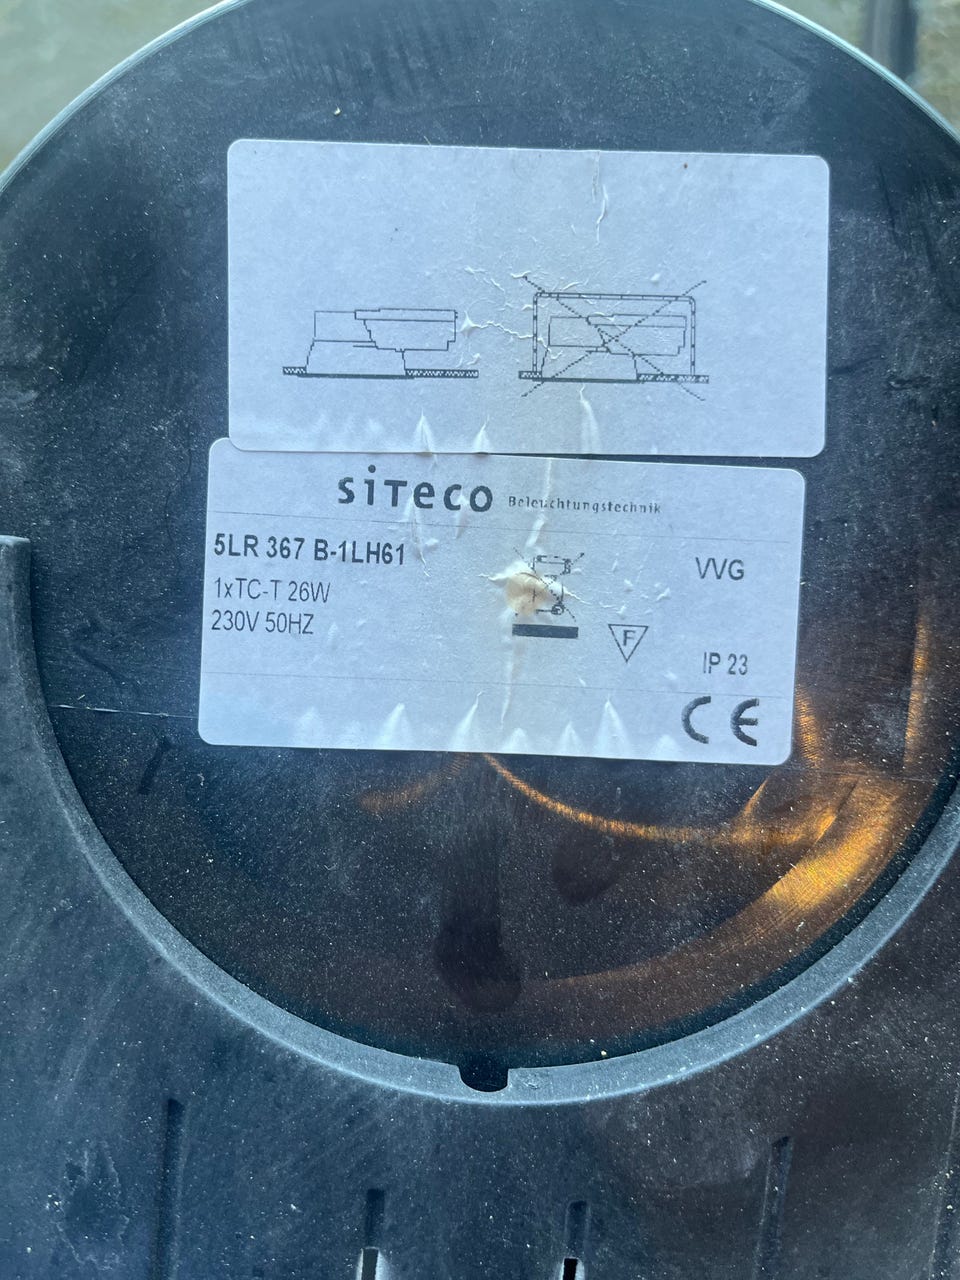 siteco Beleuchtungstechnik
5LR 367 B-1LH61
VVG
1xTC-T 26W
230V 50HZ
F
IP 23
CE